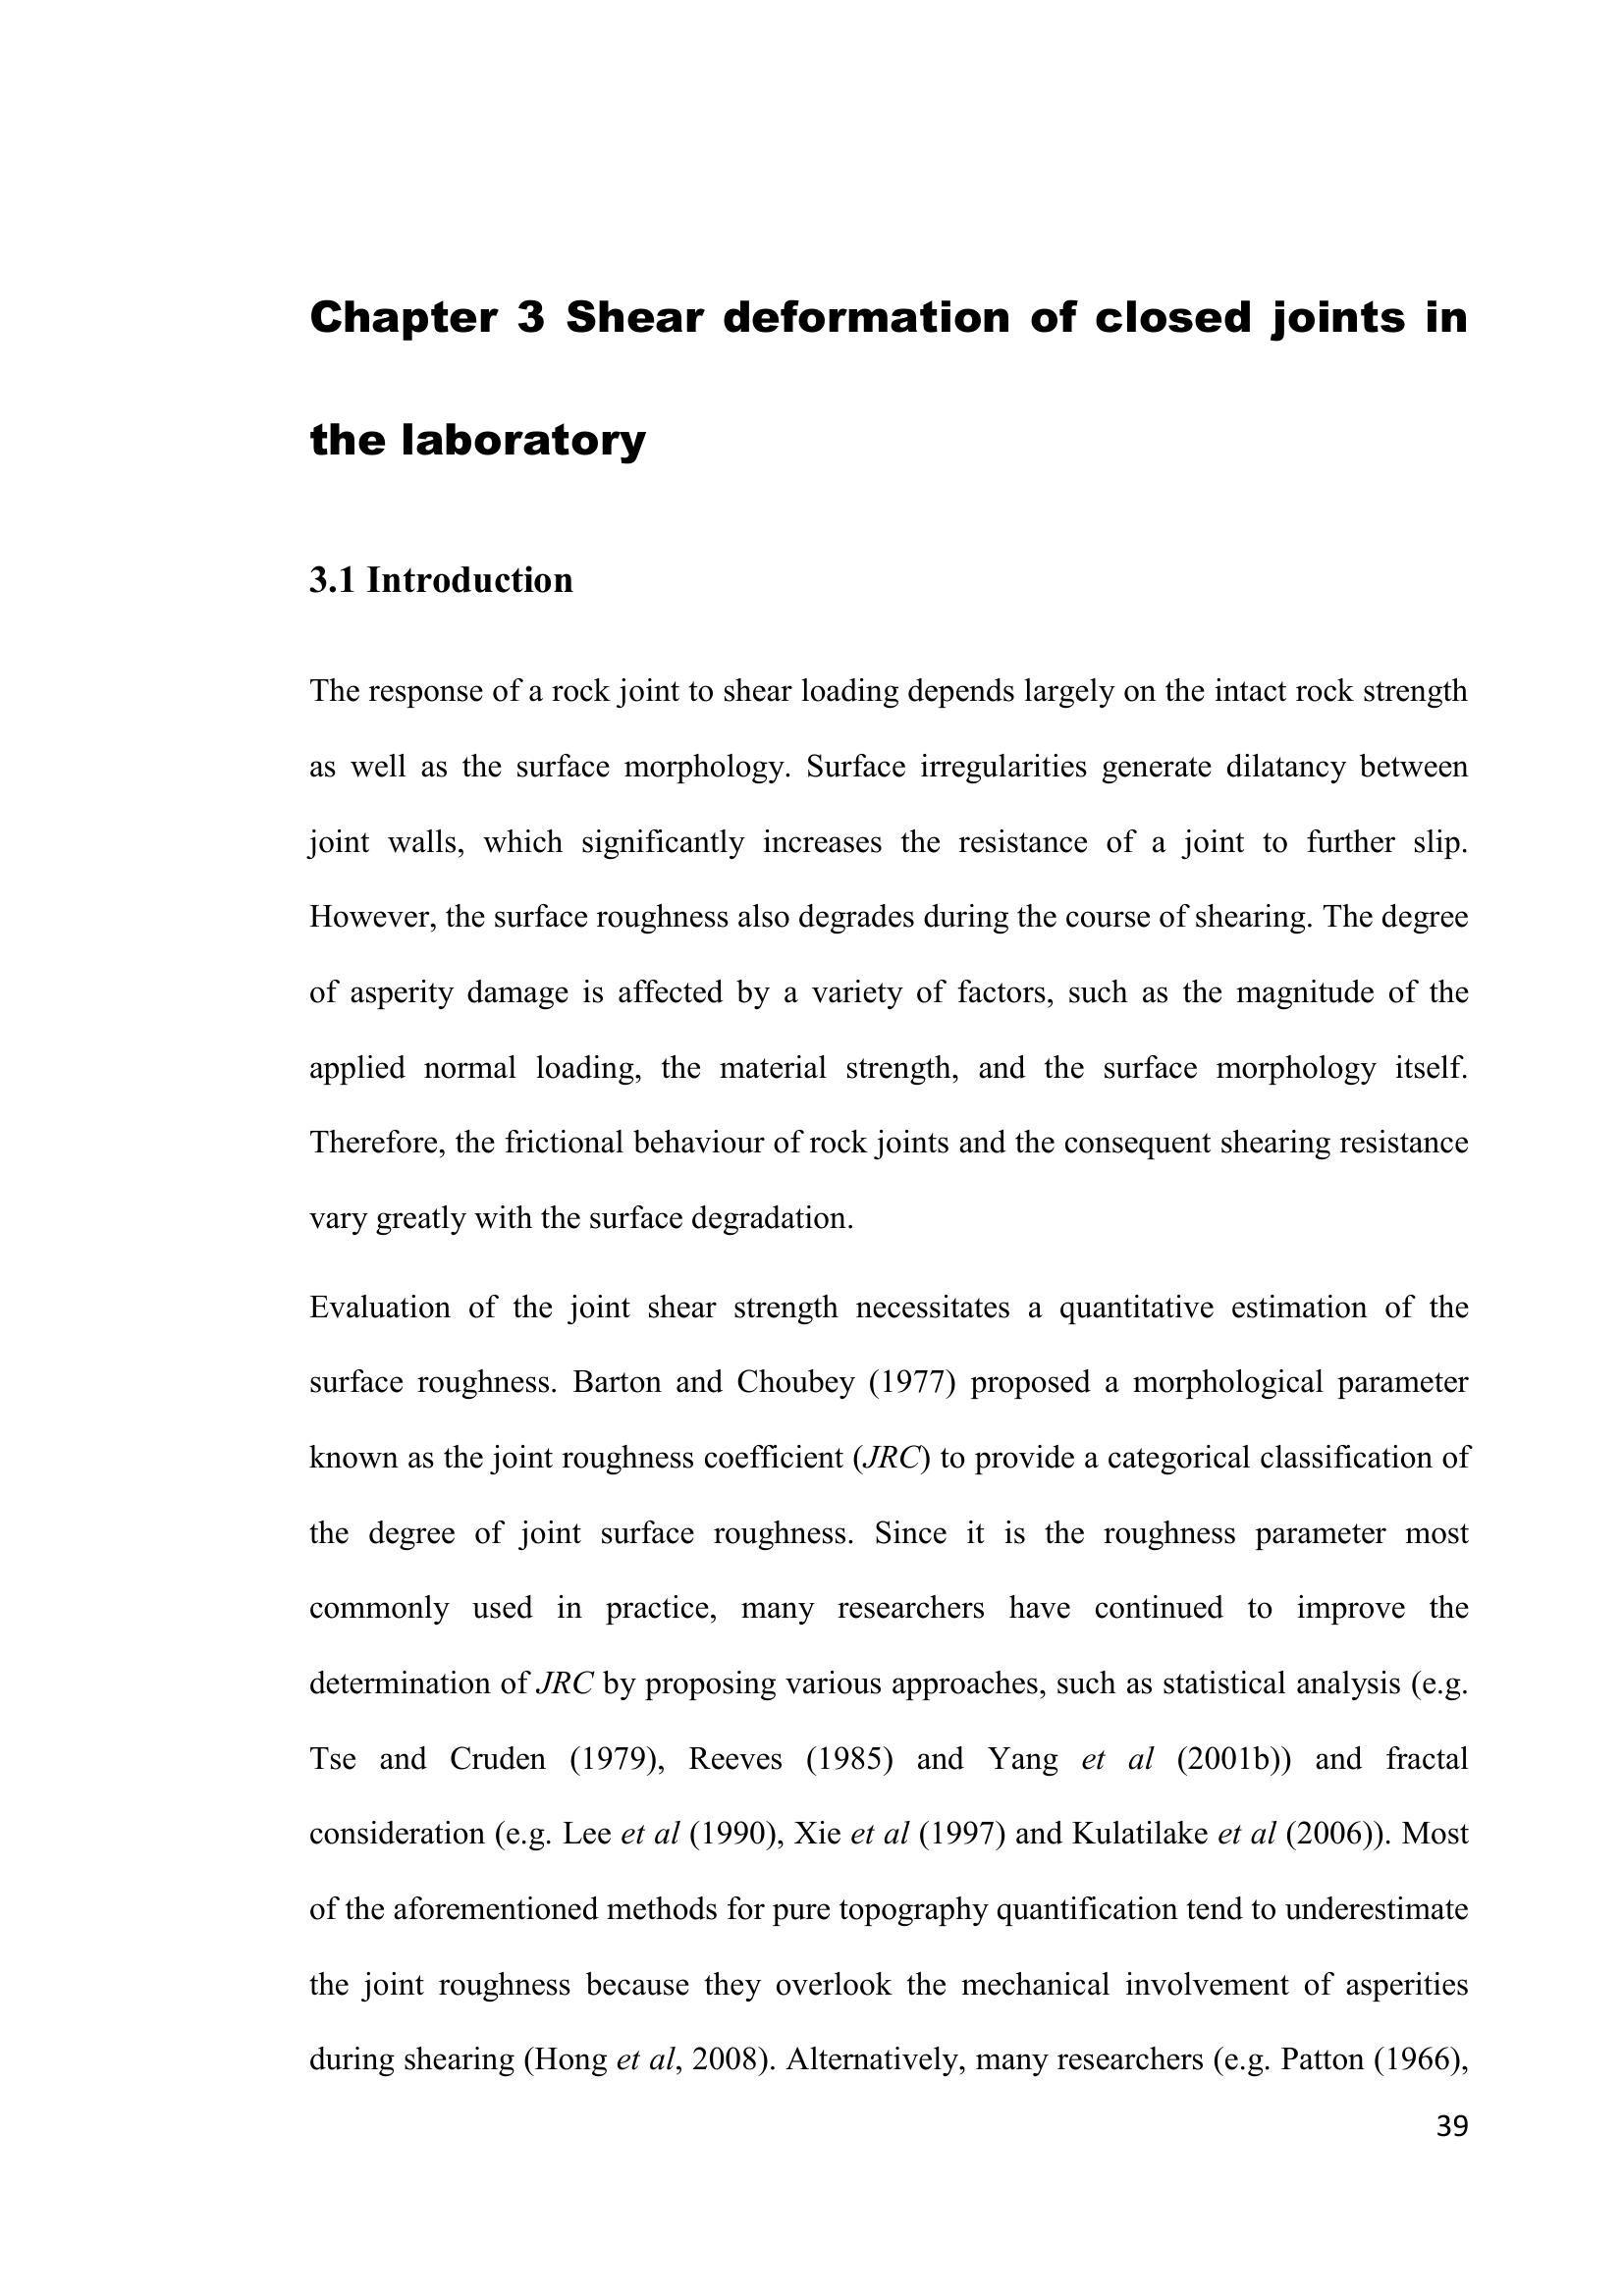 Chapter 3 Shear deformation of closed joints in
the laboratory
3.1 Introduction
The response of a rock joint to shear loading depends largely on the intact rock strength
as well as the surface morphology. Surface irregularities generate dilatancy between
joint walls, which significantly increases the resistance of a joint to further slip.
However, the surface roughness also degrades during the course of shearing. The degree
of asperity damage is affected by a variety of factors, such as the magnitude of the
applied normal loading, the material strength, and the surface morphology itself.
Therefore, the frictional behaviour of rock joints and the consequent shearing resistance
vary greatly with the surface degradation.
Evaluation of the joint shear strength necessitates a quantitative estimation of the
surface roughness. Barton and Choubey (1977) proposed a morphological parameter
known as the joint roughness coefficient (JRC) to provide a categorical classification of
the degree of joint surface roughness. Since it is the roughness parameter most
commonly used in practice, many researchers have continued to improve the
determination of JRC by proposing various approaches, such as statistical analysis (e.g.
Tse and Cruden (1979), Reeves (1985) and Yang et al (2001b)) and fractal
consideration (e.g. Lee et al (1990), Xie et al (1997) and Kulatilake et al (2006)). Most
of the aforementioned methods for pure topography quantification tend to underestimate
the joint roughness because they overlook the mechanical involvement of asperities
during shearing (Hong et al, 2008). Alternatively, many researchers (e.g. Patton (1966),
39